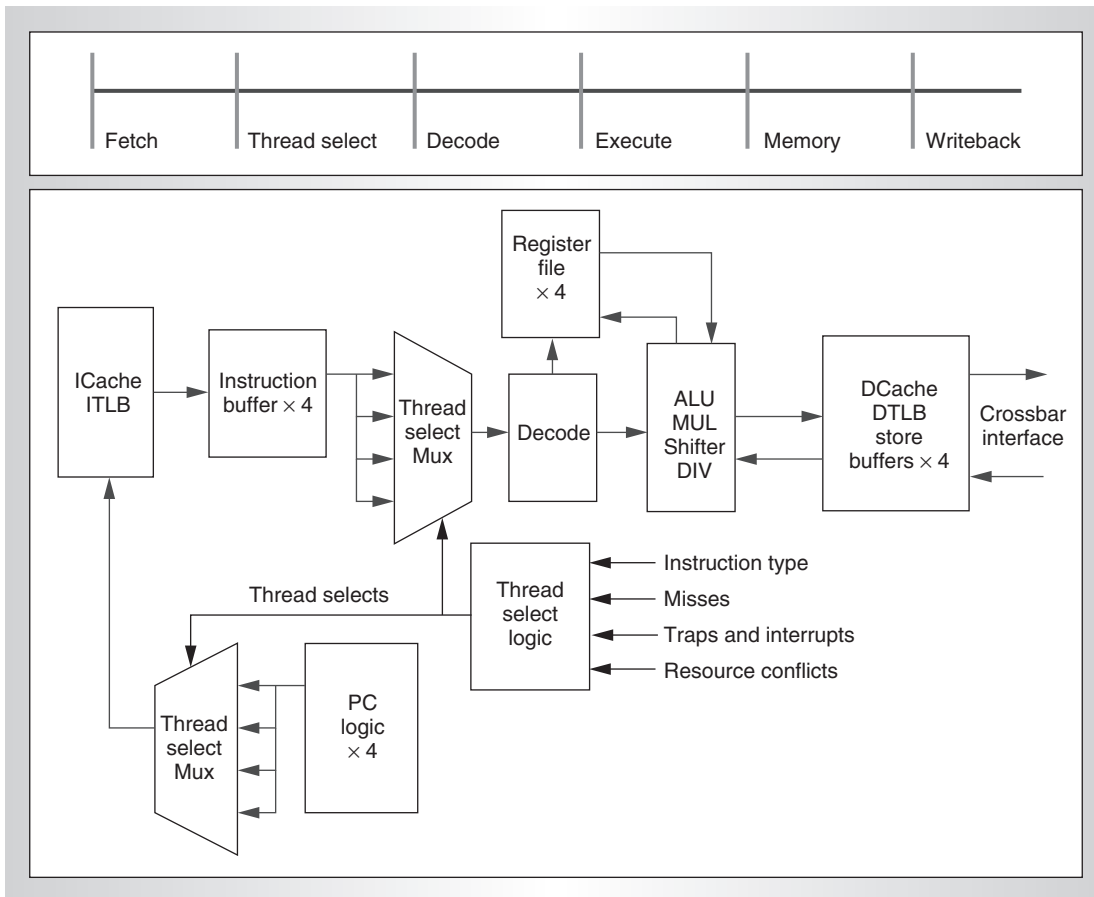 Fetch
Thread select
Decode
Execute
Memory
Writeback
Register
file
× 4
ICache
ITLB
Instruction
buffer × 4
Thread
select
Mux
Decode
ALU
MUL
Shifter
DIV
DCache
DTLB
store
buffers × 4
Crossbar
interface
Thread selects
Thread
select
logic
Instruction type
Misses
Traps and interrupts
Resource conflicts
Thread
select
Mux
PC
logic
× 4